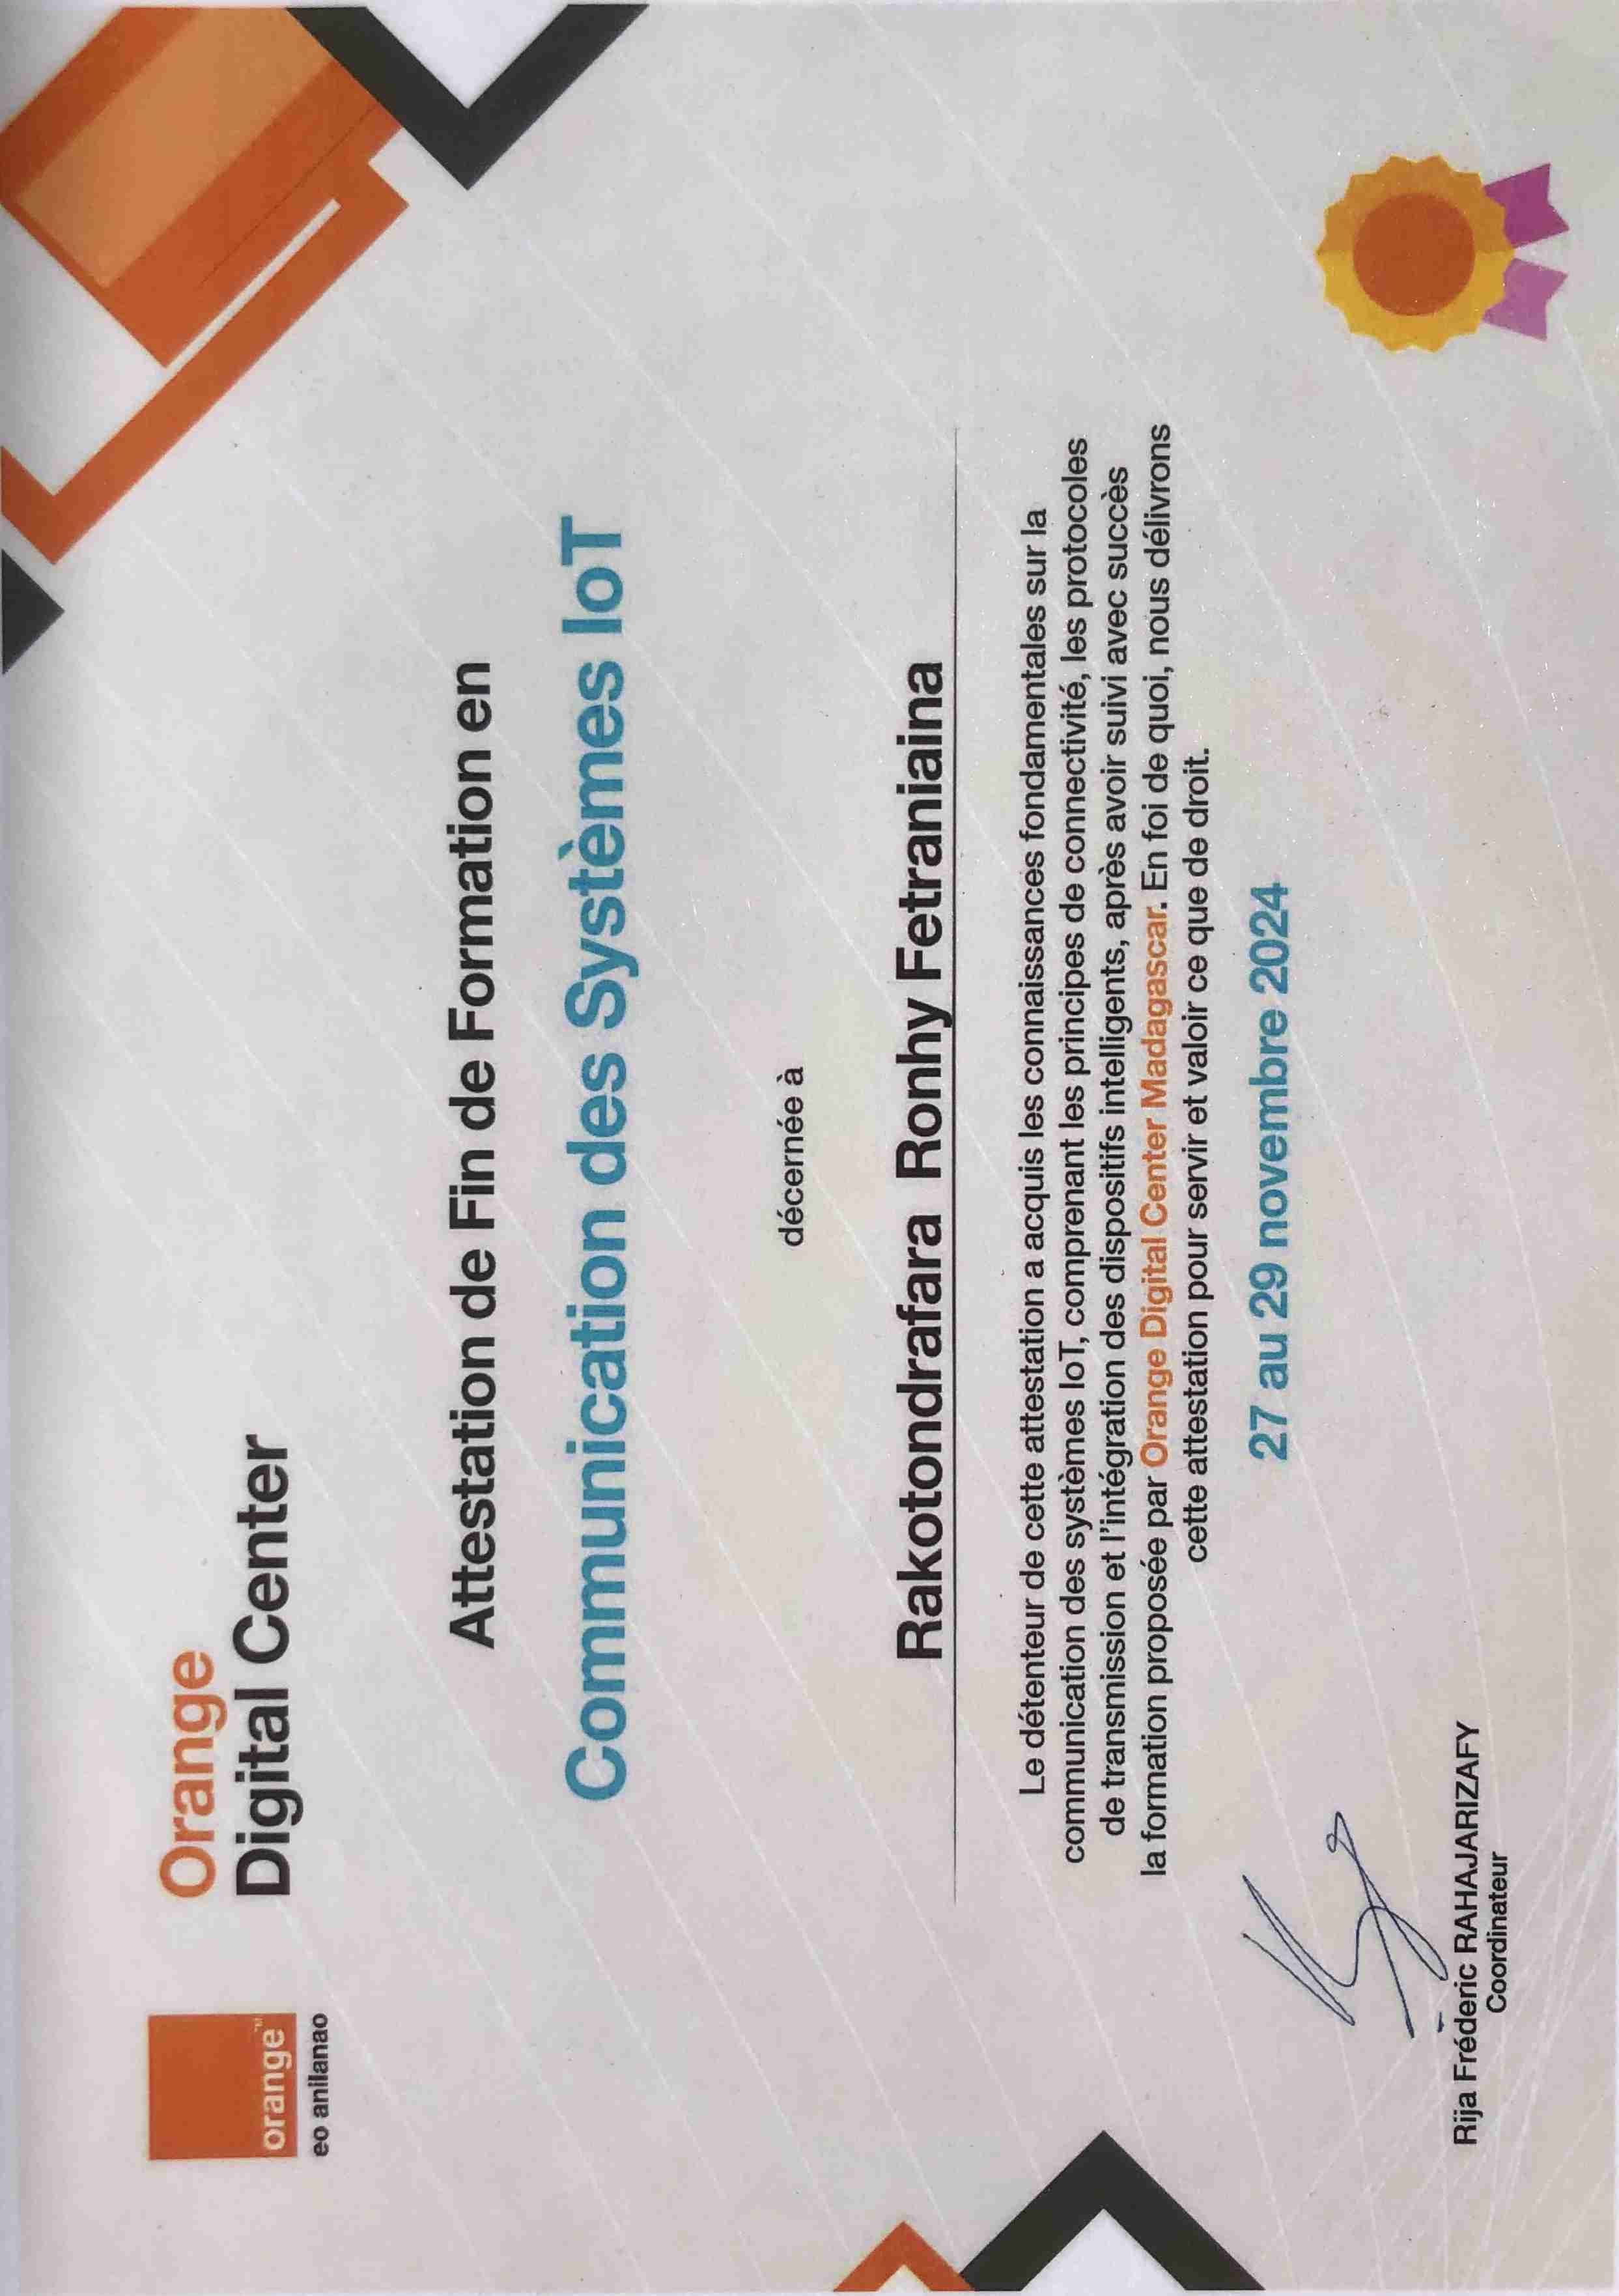 orange™
eo anilanao
Orange
Digital Center
Attestation de Fin de Formation en
Communication des Systèmes IoT
décernée à
Rakotondrafara Ronhy Fetraniaina
Le détenteur de cette attestation a acquis les connaissances fondamentales sur la
communication des systèmes IoT, comprenant les principes de connectivité, les protocoles
de transmission et l'intégration des dispositifs intelligents, après avoir suivi avec succès
la formation proposée par Orange Digital Center Madagascar. En foi de quoi, nous délivrons
cette attestation pour servir et valoir ce que de droit.
27 au 29 novembre 2024
Rija Fréderic RAHAJARIZAFY
Coordinateur